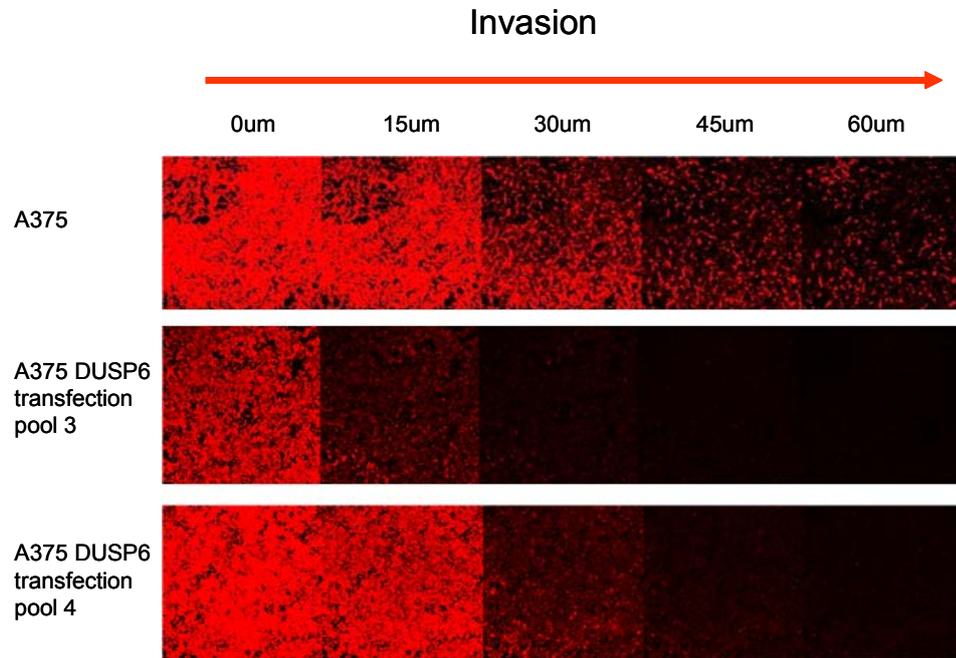 Invasion
0um 15um 30um 45um 60um
A375
A375 DUSP6
transfection
pool 3
A375 DUSP6
transfection
pool 4